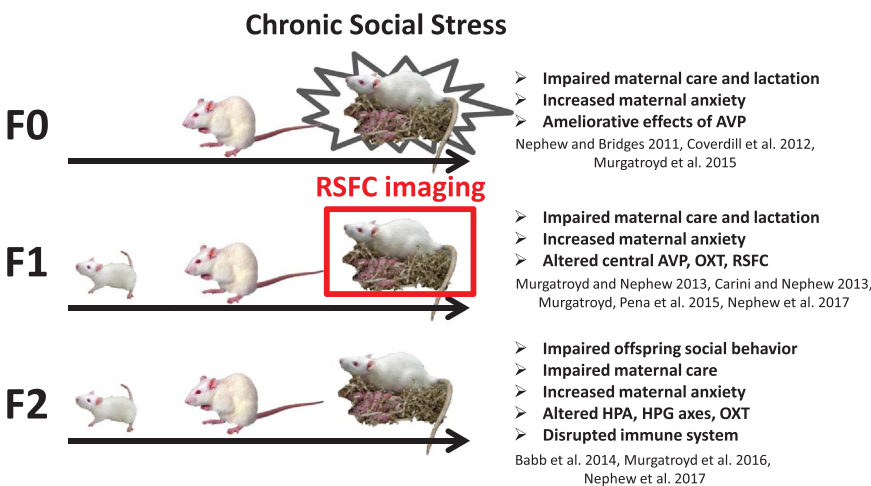 Chronic Social Stress
F0
➢ Impaired maternal care and lactation
➢ Increased maternal anxiety
➢ Ameliorative effects of AVP
Nephew and Bridges 2011, Coverdill et al. 2012,
Murgatroyd et al. 2015
RSFC imaging
F1
➢ Impaired maternal care and lactation
➢ Increased maternal anxiety
➢ Altered central AVP, OXT, RSFC
Murgatroyd and Nephew 2013, Carini and Nephew 2013,
Murgatroyd, Pena et al. 2015, Nephew et al. 2017
F2
➢ Impaired offspring social behavior
➢ Impaired maternal care
➢ Increased maternal anxiety
➢ Altered HPA, HPG axes, OXT
➢ Disrupted immune system
Babb et al. 2014, Murgatroyd et al. 2016,
Nephew et al. 2017